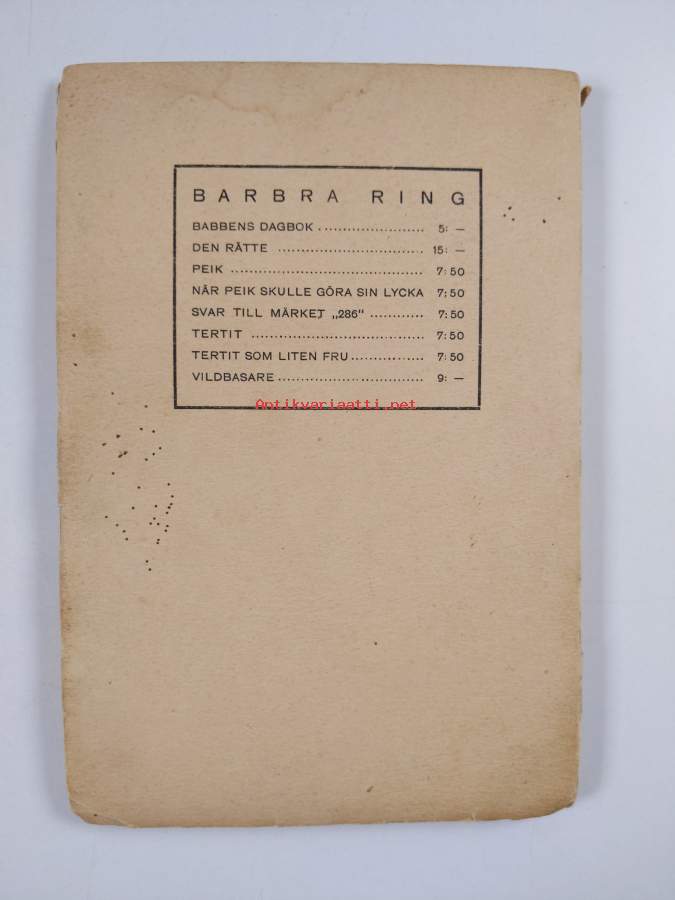 BARBRA RING
BABBENS DAGBOK ...................... 5: —
DEN RÄTTE .............................. 15: —
PEIK ........................................ 7: 50
NÄR PEIK SKULLE GÖRA SIN LYCKA 7: 50
SVAR TILL MÄRKET „286" ........... 7: 50
TERTIT .................................... 7: 50
TERTIT SOM LITEN FRU ............... 7: 50
VILDBASARE .............................. 9: —
Antikvariaatti.net